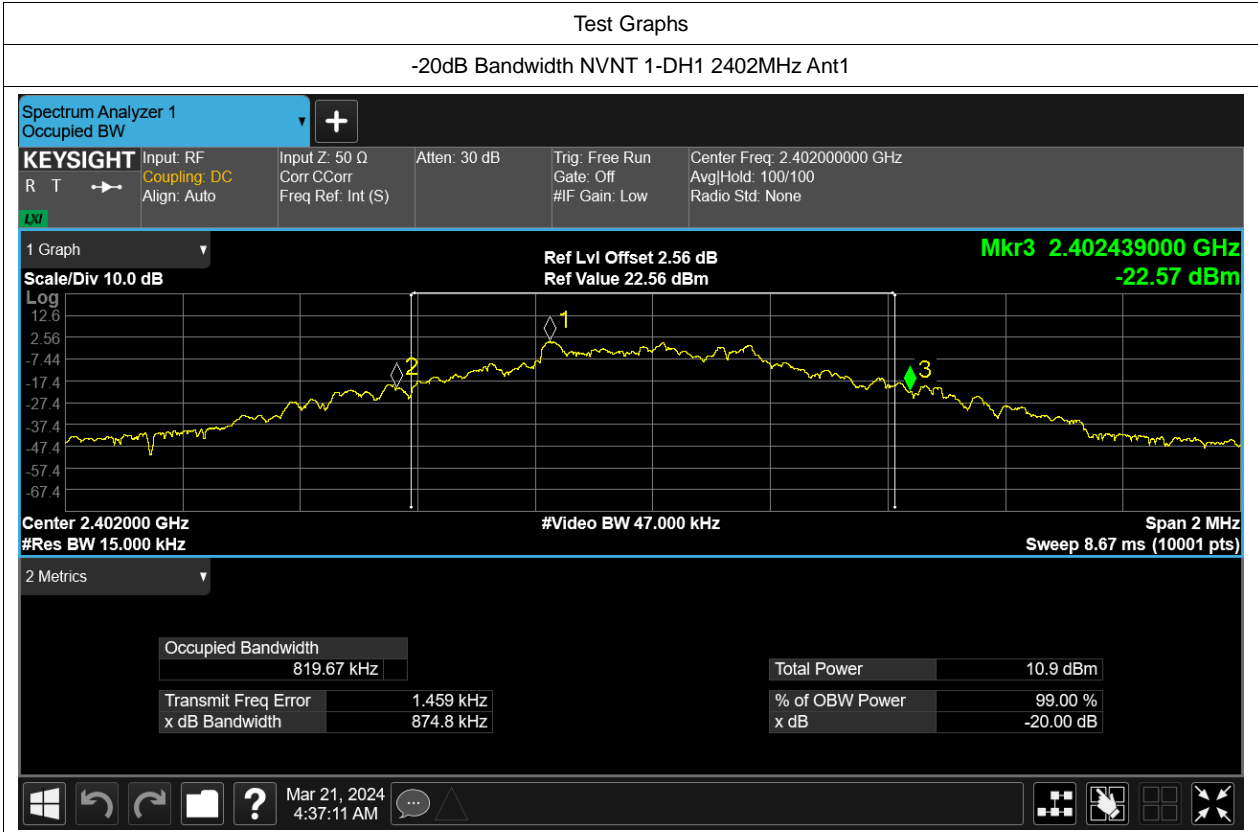 Test Graphs
-20dB Bandwidth NVNT 1-DH1 2402MHz Ant1
Spectrum Analyzer 1
Occupied BW
KEYSIGHT Input: RF Input Z: 50 Ω Atten: 30 dB Trig: Free Run Center Freq: 2.402000000 GHz
R T Coupling: DC Corr CCorr Gate: Off Avg|Hold: 100/100
Align: Auto Freq Ref: Int (S) #IF Gain: Low Radio Std: None
LXI
1 Graph Ref Lvl Offset 2.56 dB Mkr3 2.402439000 GHz
Scale/Div 10.0 dB Ref Value 22.56 dBm -22.57 dBm
Log
12.6
1
2.56
-7.44
2
3
-17.4
-27.4
-37.4
-47.4
-57.4
-67.4
Center 2.402000 GHz #Video BW 47.000 kHz Span 2 MHz
#Res BW 15.000 kHz Sweep 8.67 ms (10001 pts)
2 Metrics
Occupied Bandwidth
819.67 kHz Total Power 10.9 dBm
Transmit Freq Error 1.459 kHz % of OBW Power 99.00 %
x dB Bandwidth 874.8 kHz x dB -20.00 dB
Mar 21, 2024
4:37:11 AM